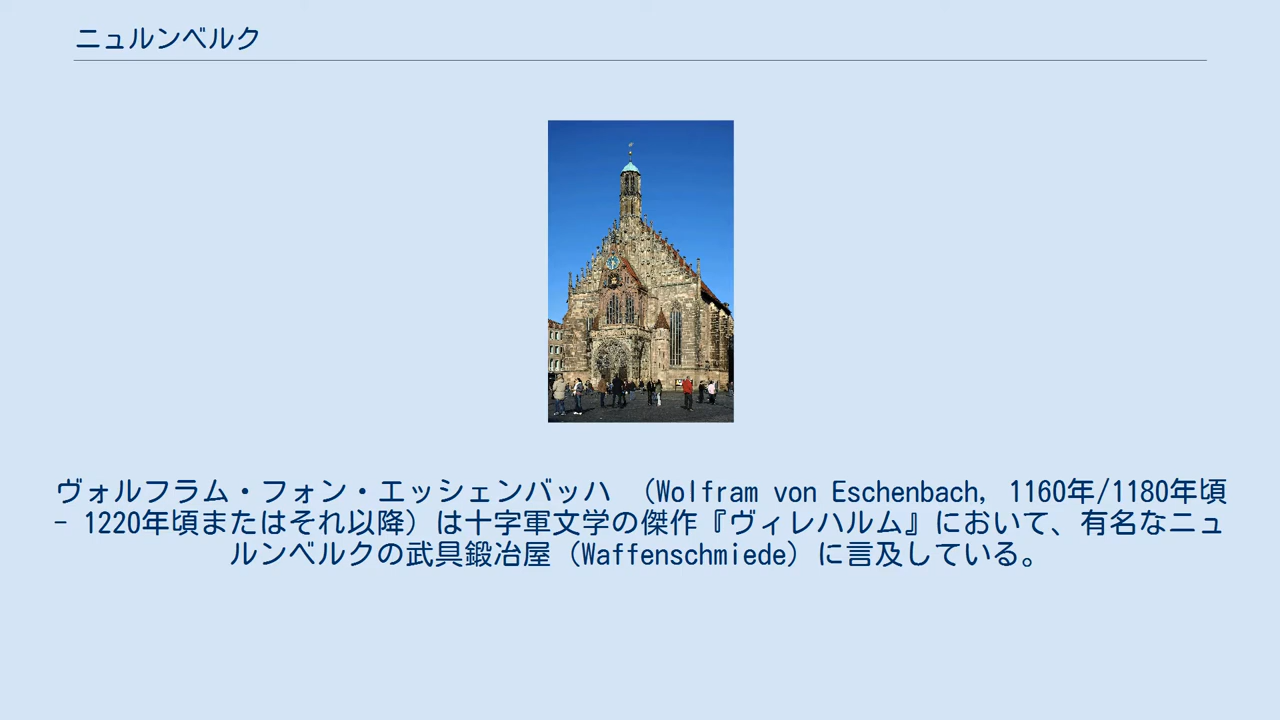 ニュルンベルク
ヴォルフラム・フォン・エッシェンバッハ （Wolfram von Eschenbach, 1160年/1180年頃
- 1220年頃またはそれ以降）は十字軍文学の傑作『ヴィレハルム』において、有名なニュ
ルンベルクの武具鍛冶屋（Waffenschmiede）に言及している。